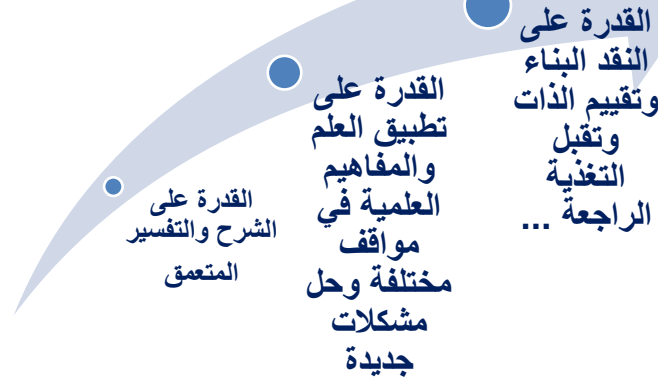 القدرة على
الشرح والتفسير
المتعمق
القدرة على
تطبيق العلم
والمفاهيم
العلمية في
مواقف
مختلفة وحل
مشكلات
جديدة
القدرة على
النقد البناء
وتقييم الذات
وتقبل
التغذية
الراجعة ...